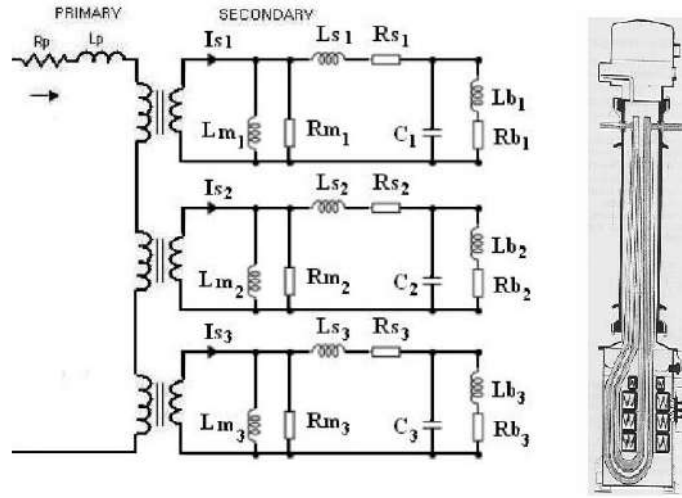 PRIMARY SECONDARY
Rp Lp Is1 Ls1 Rs1
Lm1 Rm1 C1 Lb1 Rb1
Is2 Ls2 Rs2
Lm2 Rm2 C2 Lb2 Rb2
Is3 Ls3 Rs3
Lm3 Rm3 C3 Lb3 Rb3